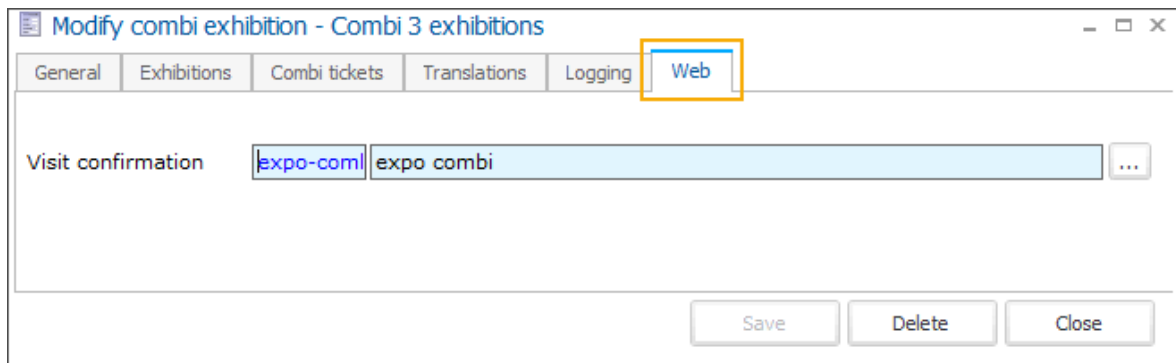 Modify combi exhibition - Combi 3 exhibitions
General Exhibitions Combi tickets Translations Logging Web
Visit confirmation expo-coml expo combi ...
Save Delete Close